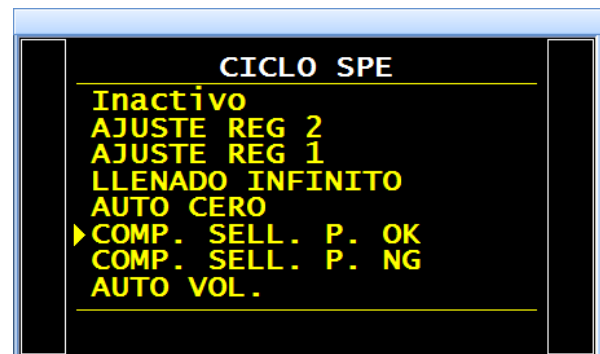 CICLO SPE
Inactivo
AJUSTE REG 2
AJUSTE REG 1
LLENADO INFINITO
AUTO CERO
COMP. SELL. P. OK
COMP. SELL. P. NG
AUTO VOL.